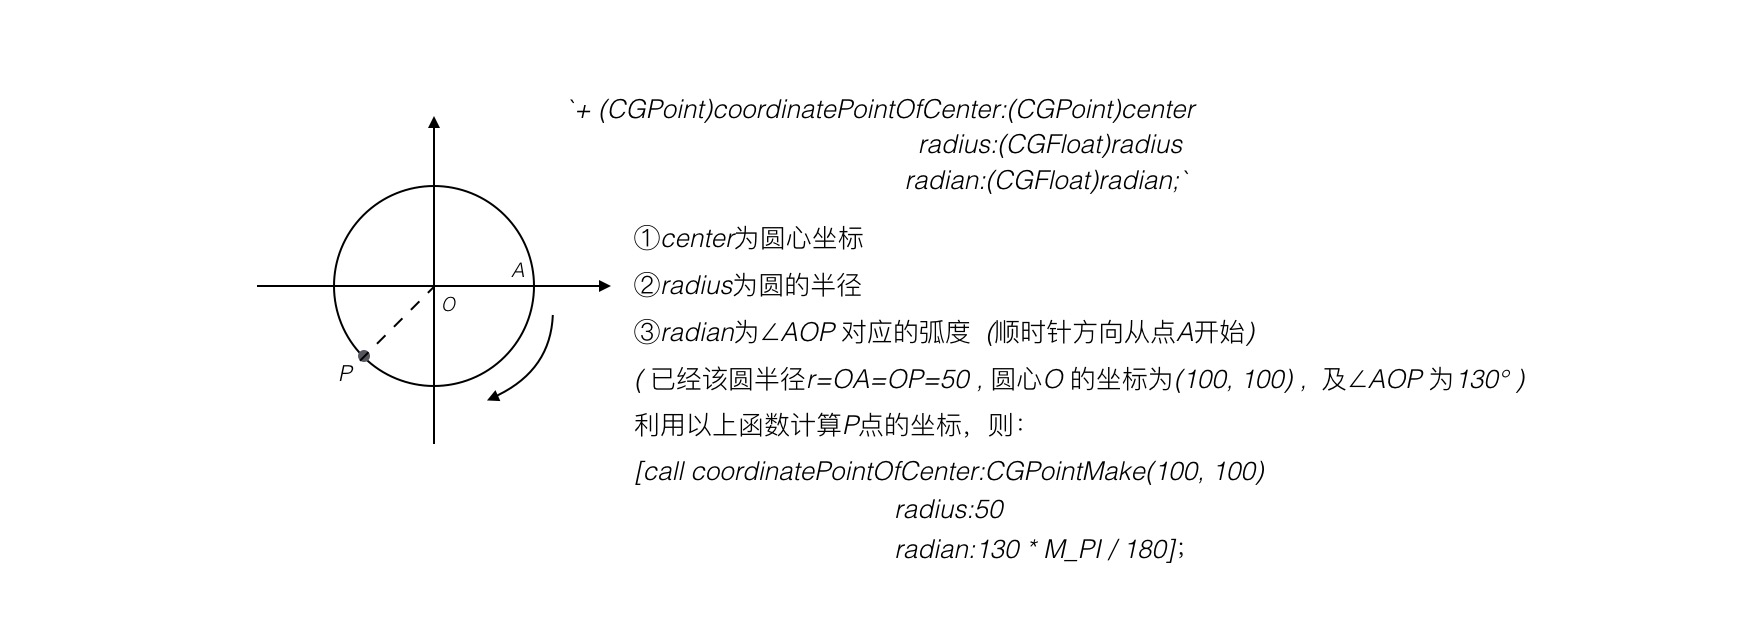 `+ (CGPoint)coordinatePointOfCenter:(CGPoint)center
radius:(CGFloat)radius
radian:(CGFloat)radian;`
①center为圆心坐标
A
②radius为圆的半径
O
③radian为∠AOP 对应的弧度 (顺时针方向从点A开始)
P
( 已经该圆半径r=OA=OP=50 , 圆心O 的坐标为(100, 100) ，及∠AOP 为130° )
利用以上函数计算P点的坐标，则：
[call coordinatePointOfCenter:CGPointMake(100, 100)
radius:50
radian:130 * M_PI / 180]；